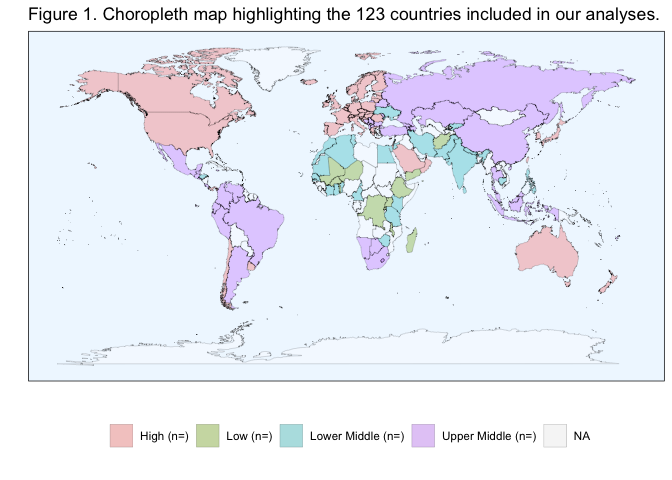 Figure 1. Choropleth map highlighting the 123 countries included in our analyses.
High (n=) Low (n=) Lower Middle (n=) Upper Middle (n=) NA